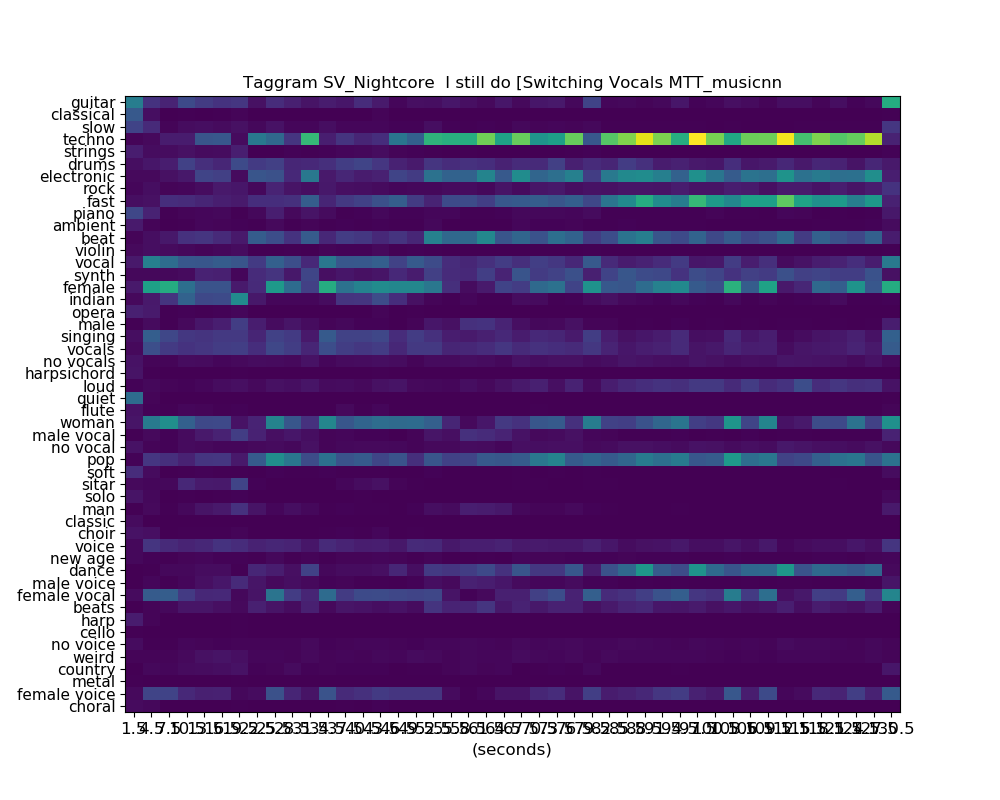 Taggram SV_Nightcore  I still do [Switching Vocals MTT_musicnn
guitar
classical
slow
techno
strings
drums
electronic
rock
fast
piano
ambient
beat
violin
vocal
synth
female
indian
opera
male
singing
vocals
no vocals
harpsichord
loud
quiet
flute
woman
male vocal
no vocal
pop
soft
sitar
solo
man
classic
choir
voice
new age
dance
male voice
female vocal
beats
harp
cello
no voice
weird
country
metal
female voice
choral
(seconds)